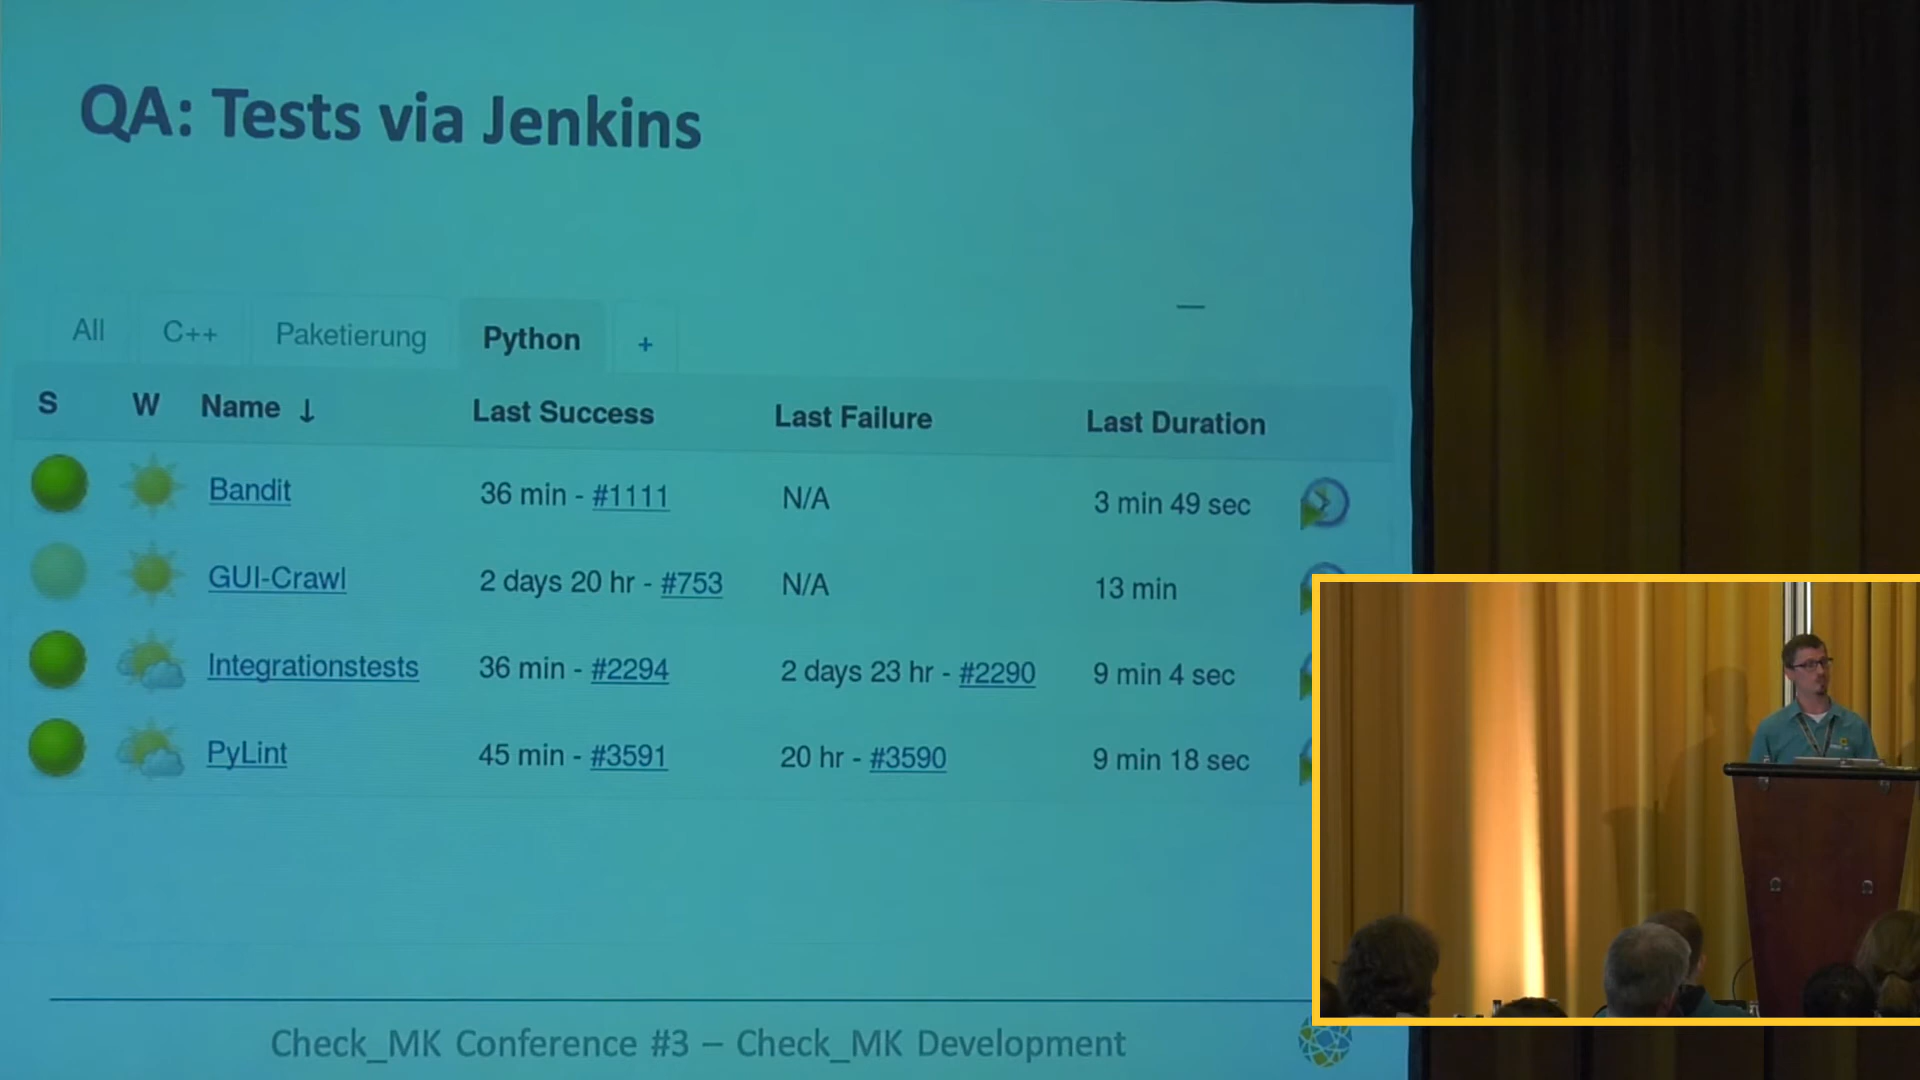 QA: Tests via Jenkins
All C++ Paketierung Python +
S W Name ↓ Last Success Last Failure Last Duration
Bandit 36 min - #1111 N/A 3 min 49 sec
GUI-Crawl 2 days 20 hr - #753 N/A 13 min
Integrationstests 36 min - #2294 2 days 23 hr - #2290 9 min 4 sec
PyLint 45 min - #3591 20 hr - #3590 9 min 18 sec
Check_MK Conference #3 – Check_MK Development